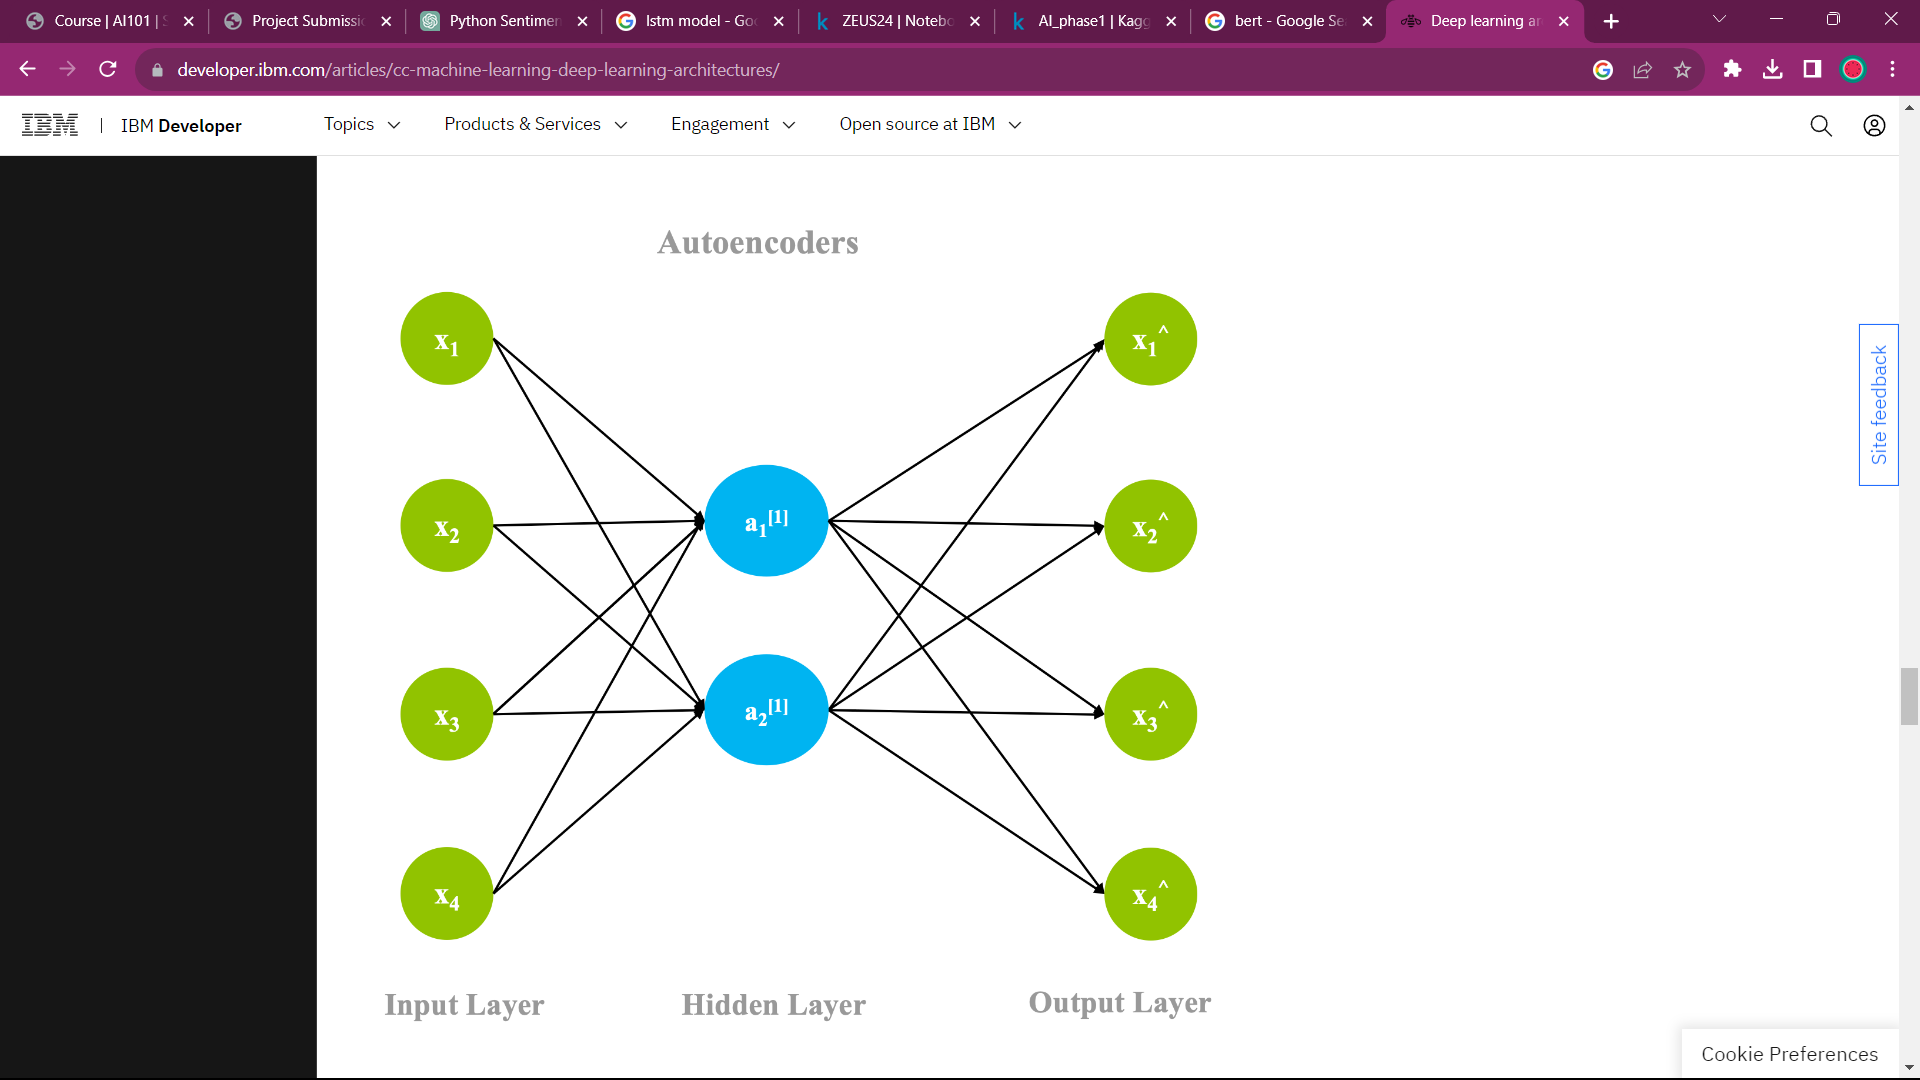 Course | AI101 |
Project Submissi
Python Sentimen
lstm model - Go
ZEUS24 | Notebo
AI_phase1 | Kagg
bert - Google Se
Deep learning ar
developer.ibm.com/articles/cc-machine-learning-deep-learning-architectures/
IBM | IBM Developer
Topics
Products & Services
Engagement
Open source at IBM
Autoencoders
x1
x1^
x2
a1[1]
x2^
x3
a2[1]
x3^
x4
x4^
Input Layer
Hidden Layer
Output Layer
Site feedback
Cookie Preferences